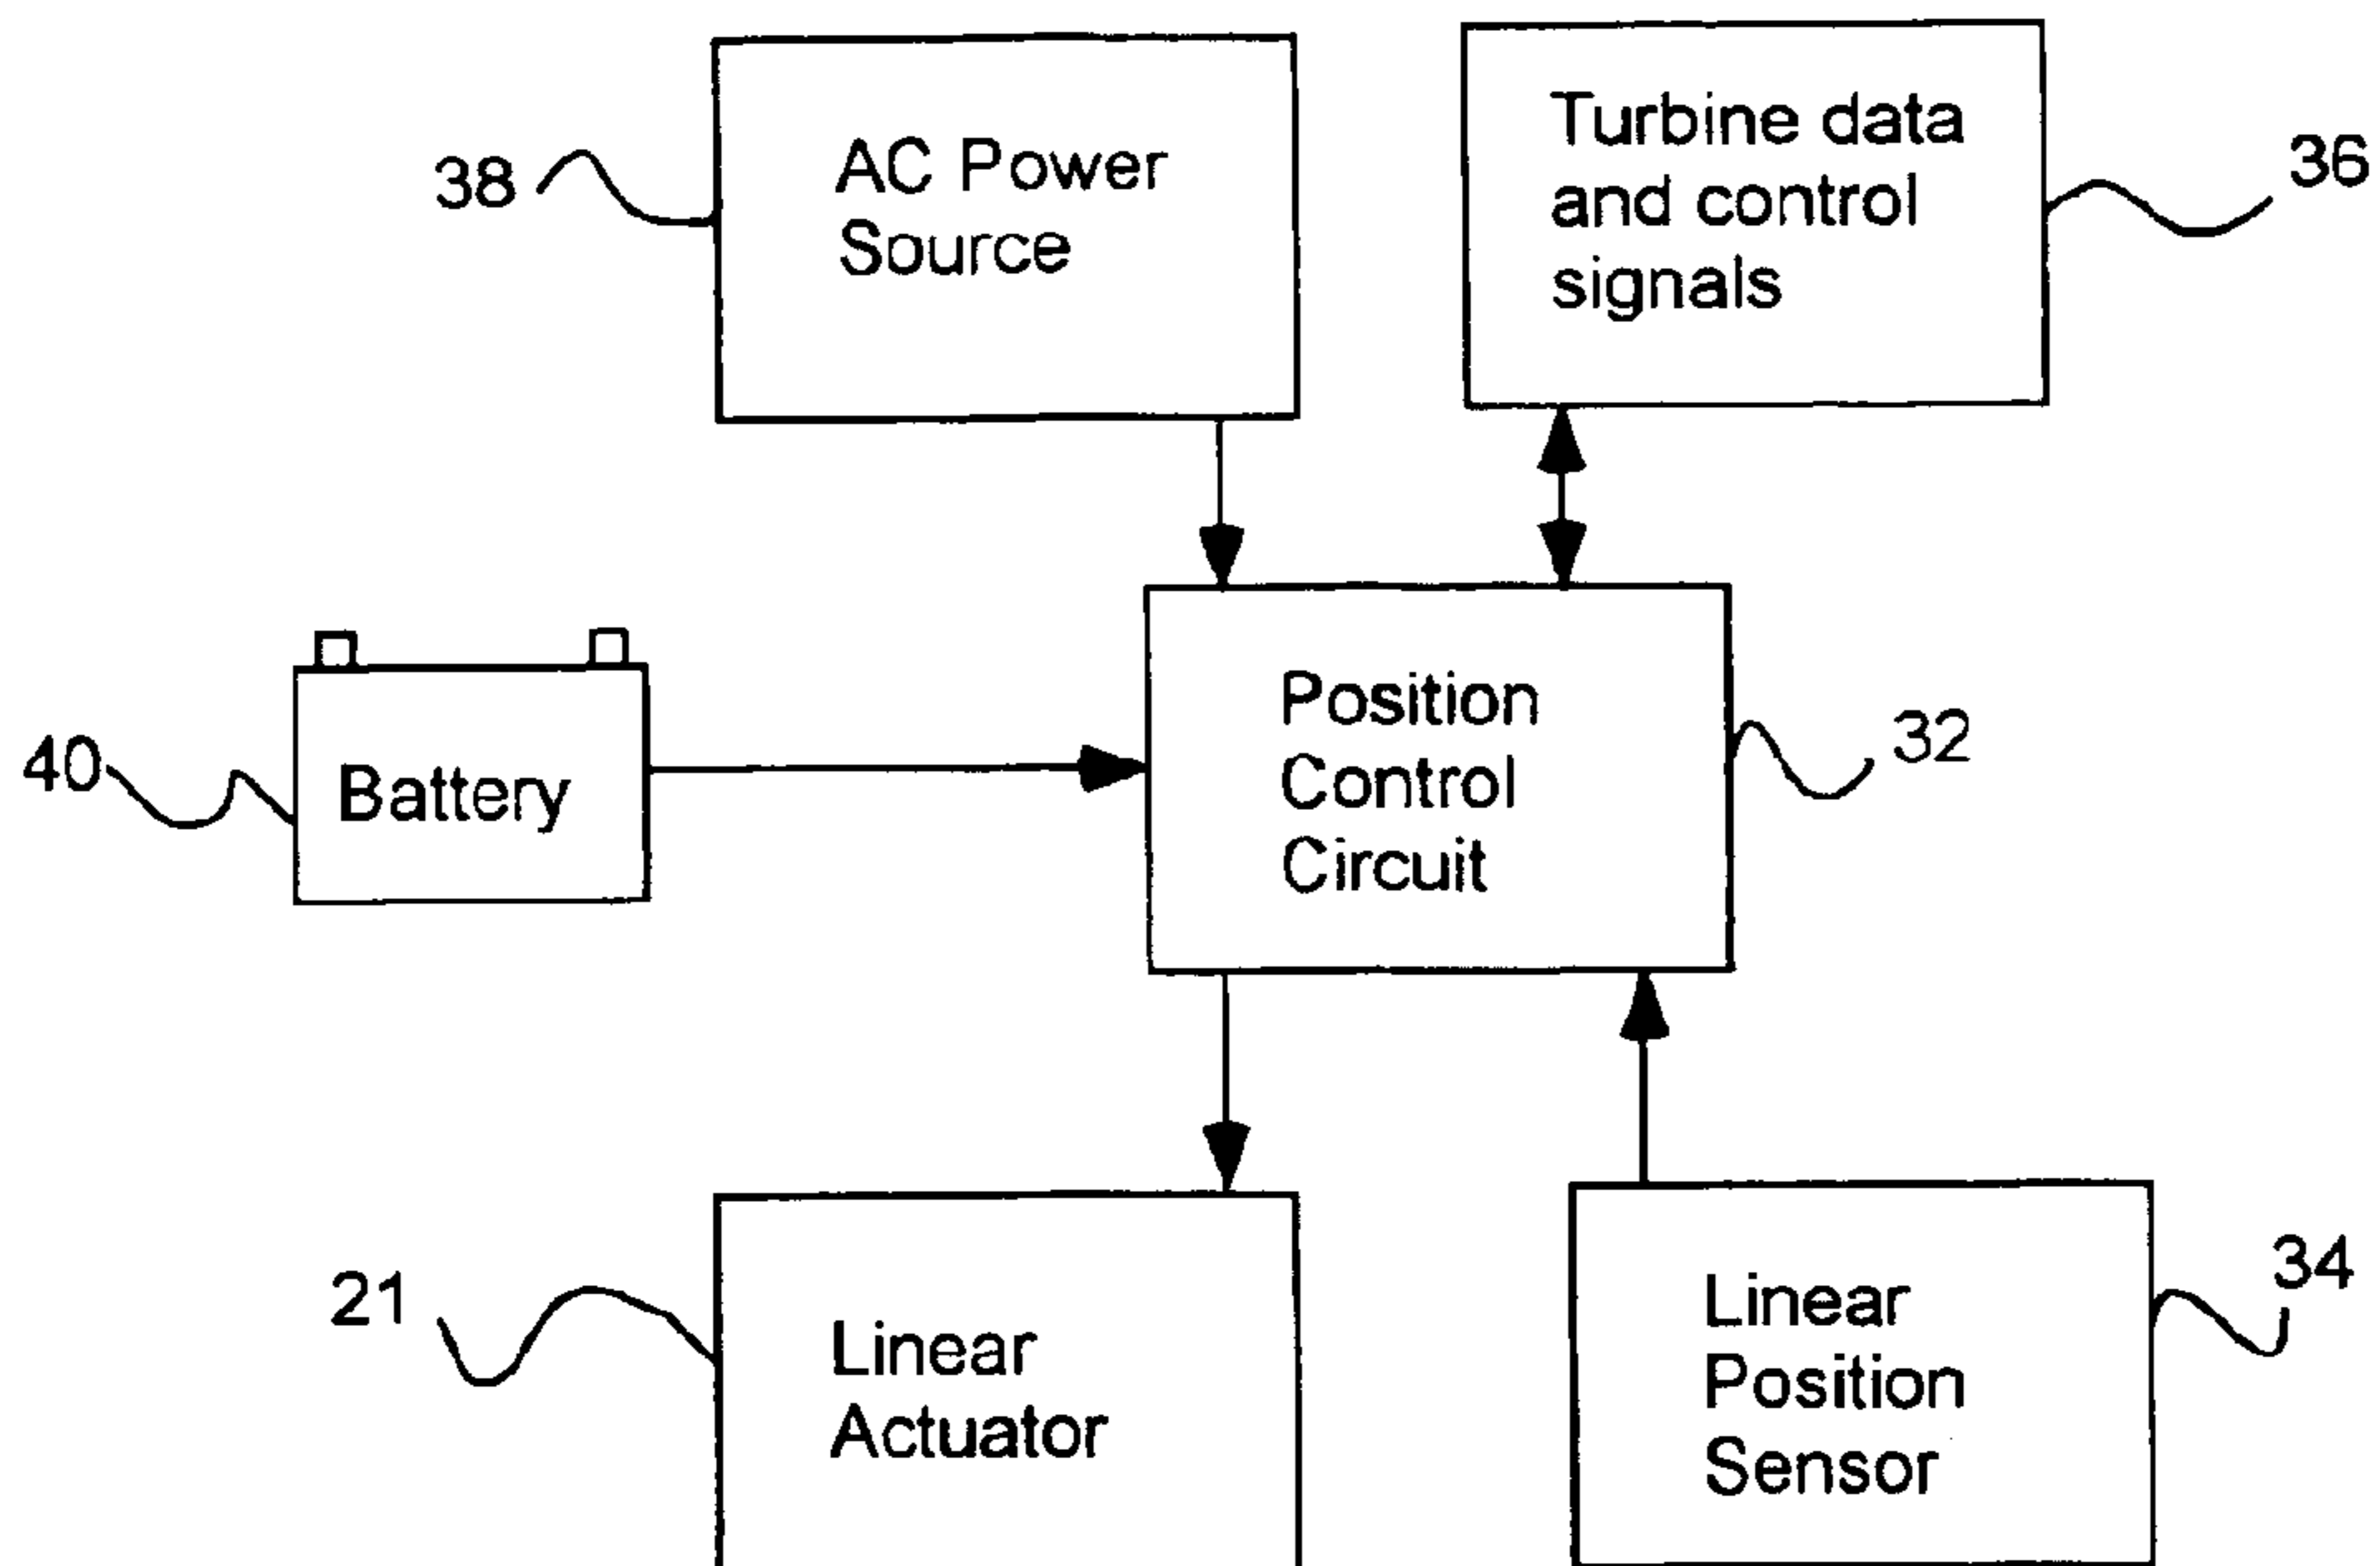 38
AC Power
Source
Turbine data
and control
signals
36
40
Battery
Position
Control
Circuit
32
21
Linear
Actuator
Linear
Position
Sensor
34